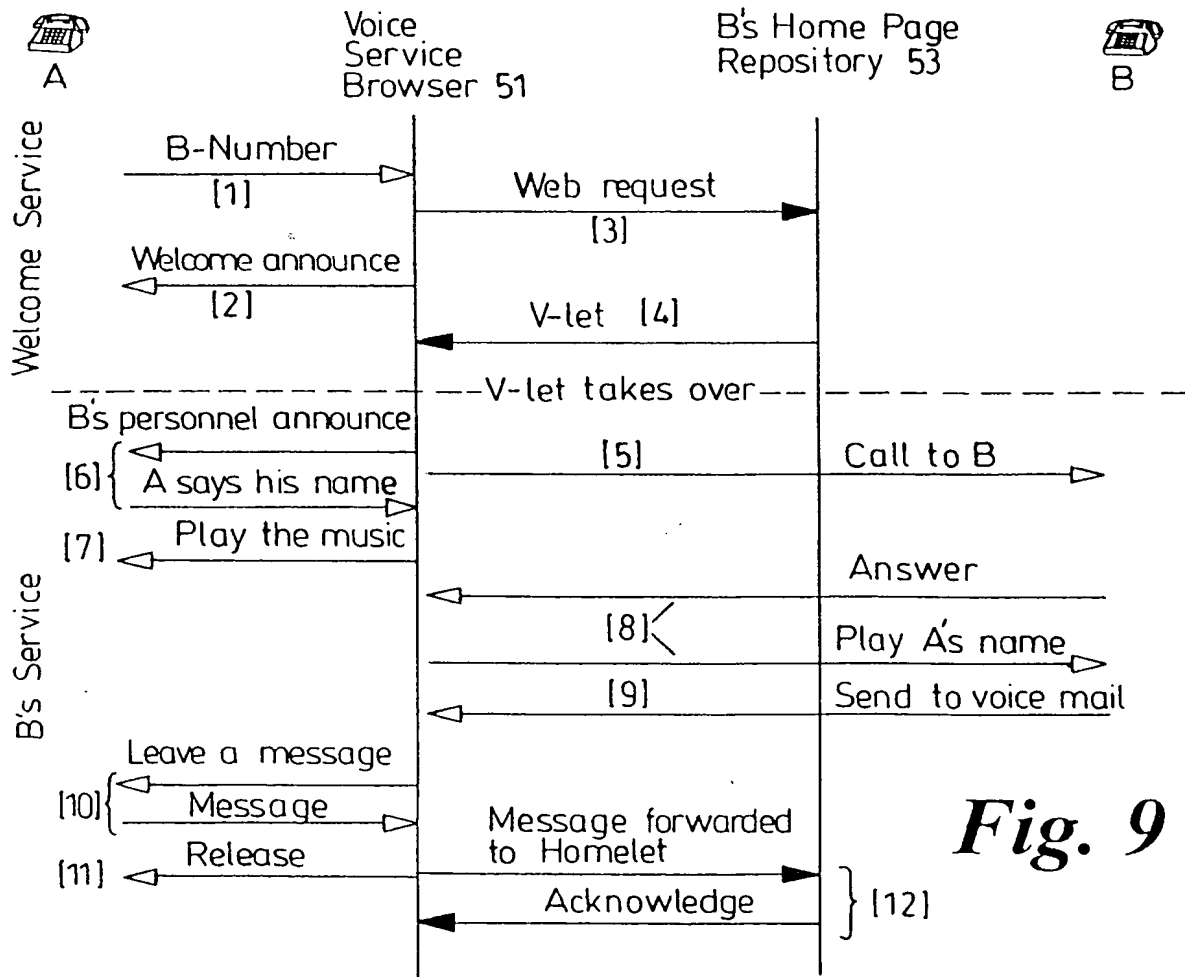 A
Voice
Service
Browser 51
B's Home Page
Repository 53
B
Welcome Service
B-Number
[1]
Web request
[3]
Welcome announce
[2]
V-let [4]
V-let takes over
B's Service
B's personnel announce
[5]
Call to B
[6]
A says his name
[7]
Play the music
Answer
[8]
Play A's name
[9]
Send to voice mail
Leave a message
[10]
Message
Message forwarded
to Homelet
[11]
Release
Acknowledge
[12]
Fig. 9